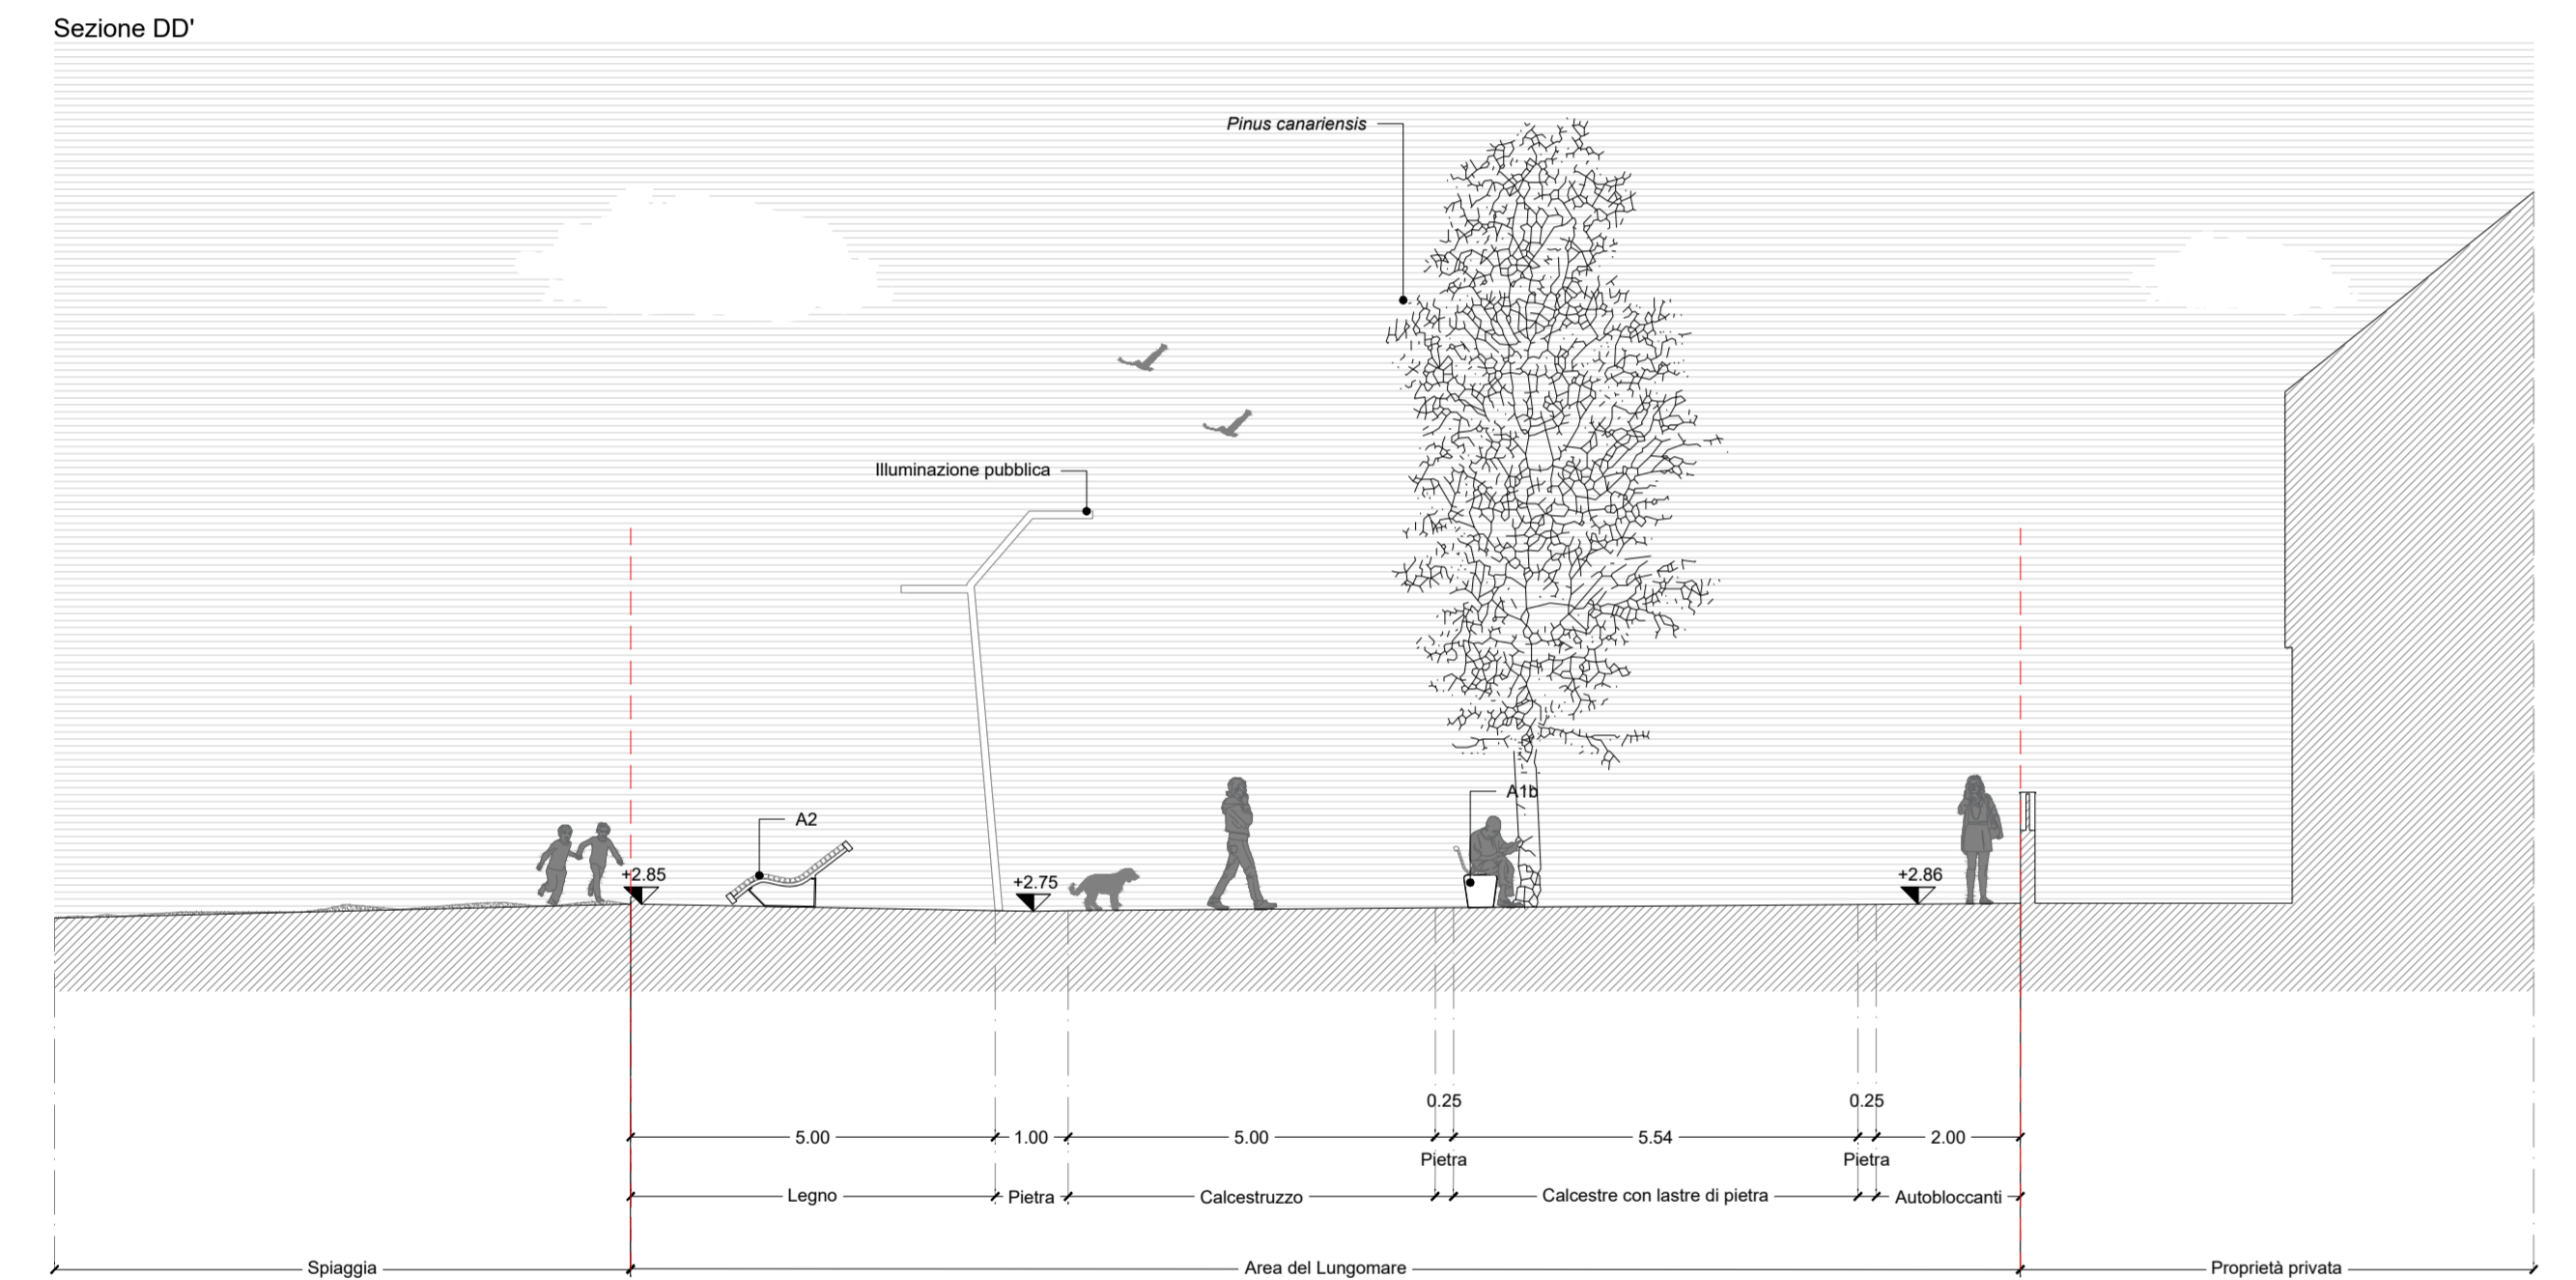 Sezione DD'
Pinus canariensis
Illuminazione pubblica
A1b
A2
+2.85
+2.75
+2.86
0.25
0.25
5.00
1.00
5.00
5.54
2.00
Pietra
Pietra
Legno
Pietra
Calcestruzzo
Calcestre con lastre di pietra
Autobloccanti
Spiaggia
Area del Lungomare
Proprietà privata